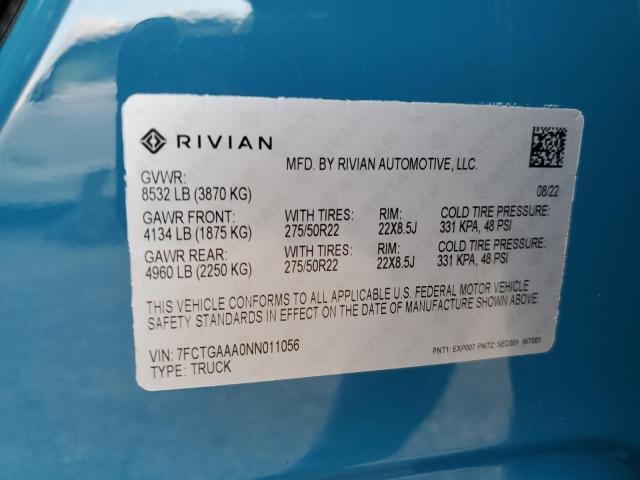 RIVIAN
MFD. BY RIVIAN AUTOMOTIVE, LLC.
GVWR:
8532 LB (3870 KG)
08/22
GAWR FRONT: WITH TIRES: RIM: COLD TIRE PRESSURE:
4134 LB (1875 KG) 275/50R22 22X8.5J 331 KPA, 48 PSI
GAWR REAR: WITH TIRES: RIM: COLD TIRE PRESSURE:
4960 LB (2250 KG) 275/50R22 22X8.5J 331 KPA, 48 PSI
THIS VEHICLE CONFORMS TO ALL APPLICABLE U.S. FEDERAL MOTOR VEHICLE
SAFETY STANDARDS IN EFFECT ON THE DATE OF MANUFACTURE SHOWN ABOVE.
VIN: 7FCTGAAA0NN011056
TYPE: TRUCK
PNT1: EXP007 PNT2: SEC001 INT001